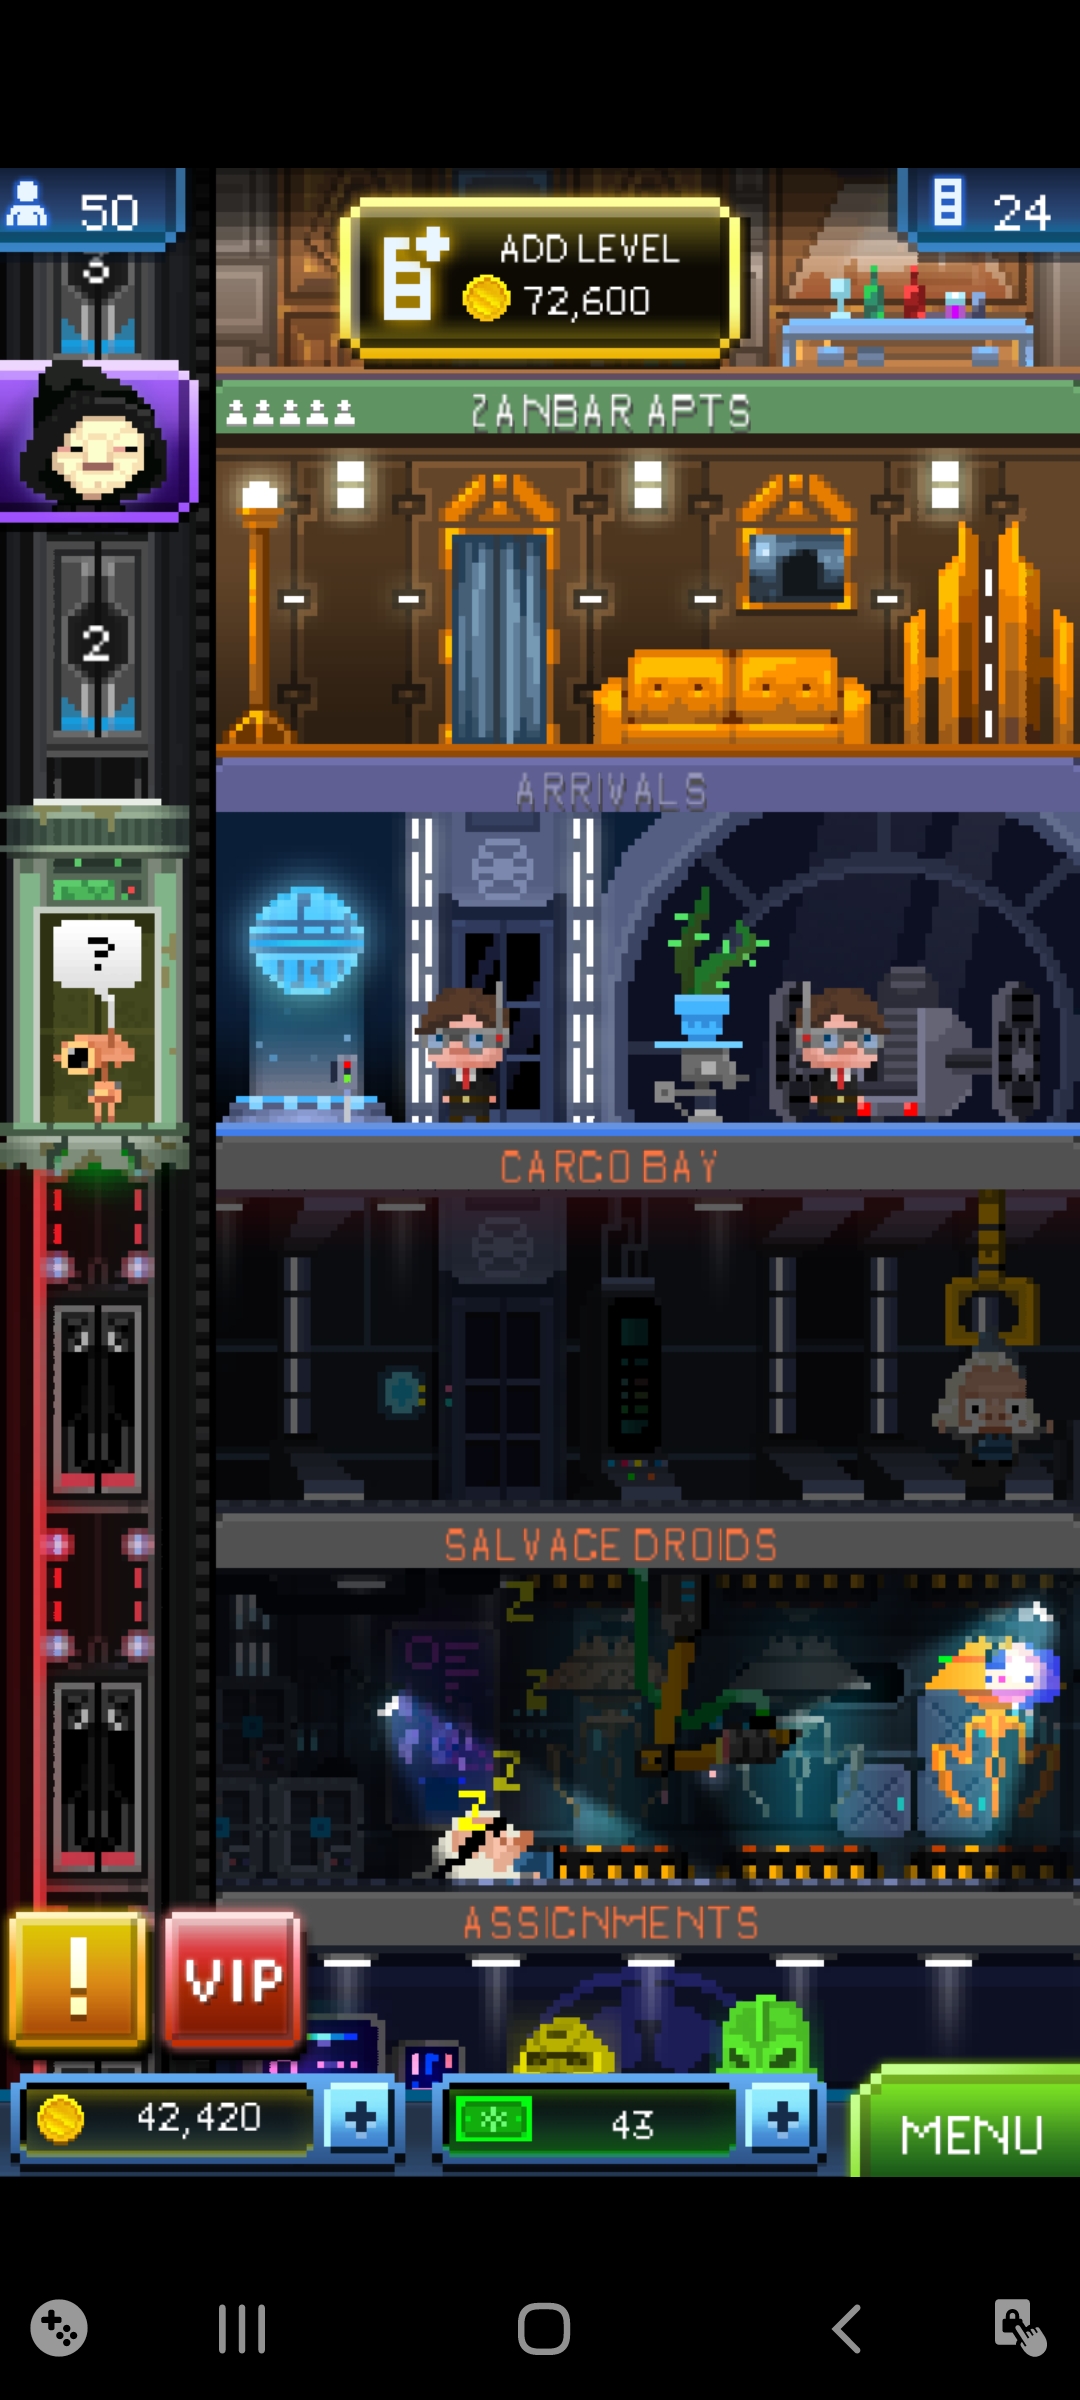 50
ADD LEVEL
72,600
24
3
ZANBAR APTS
2
ARRIVALS
?
CARGO BAY
SALVAGE DROIDS
Z
Z
Z
Z
ASSIGNMENTS
!
VIP
42,420
+
43
+
MENU